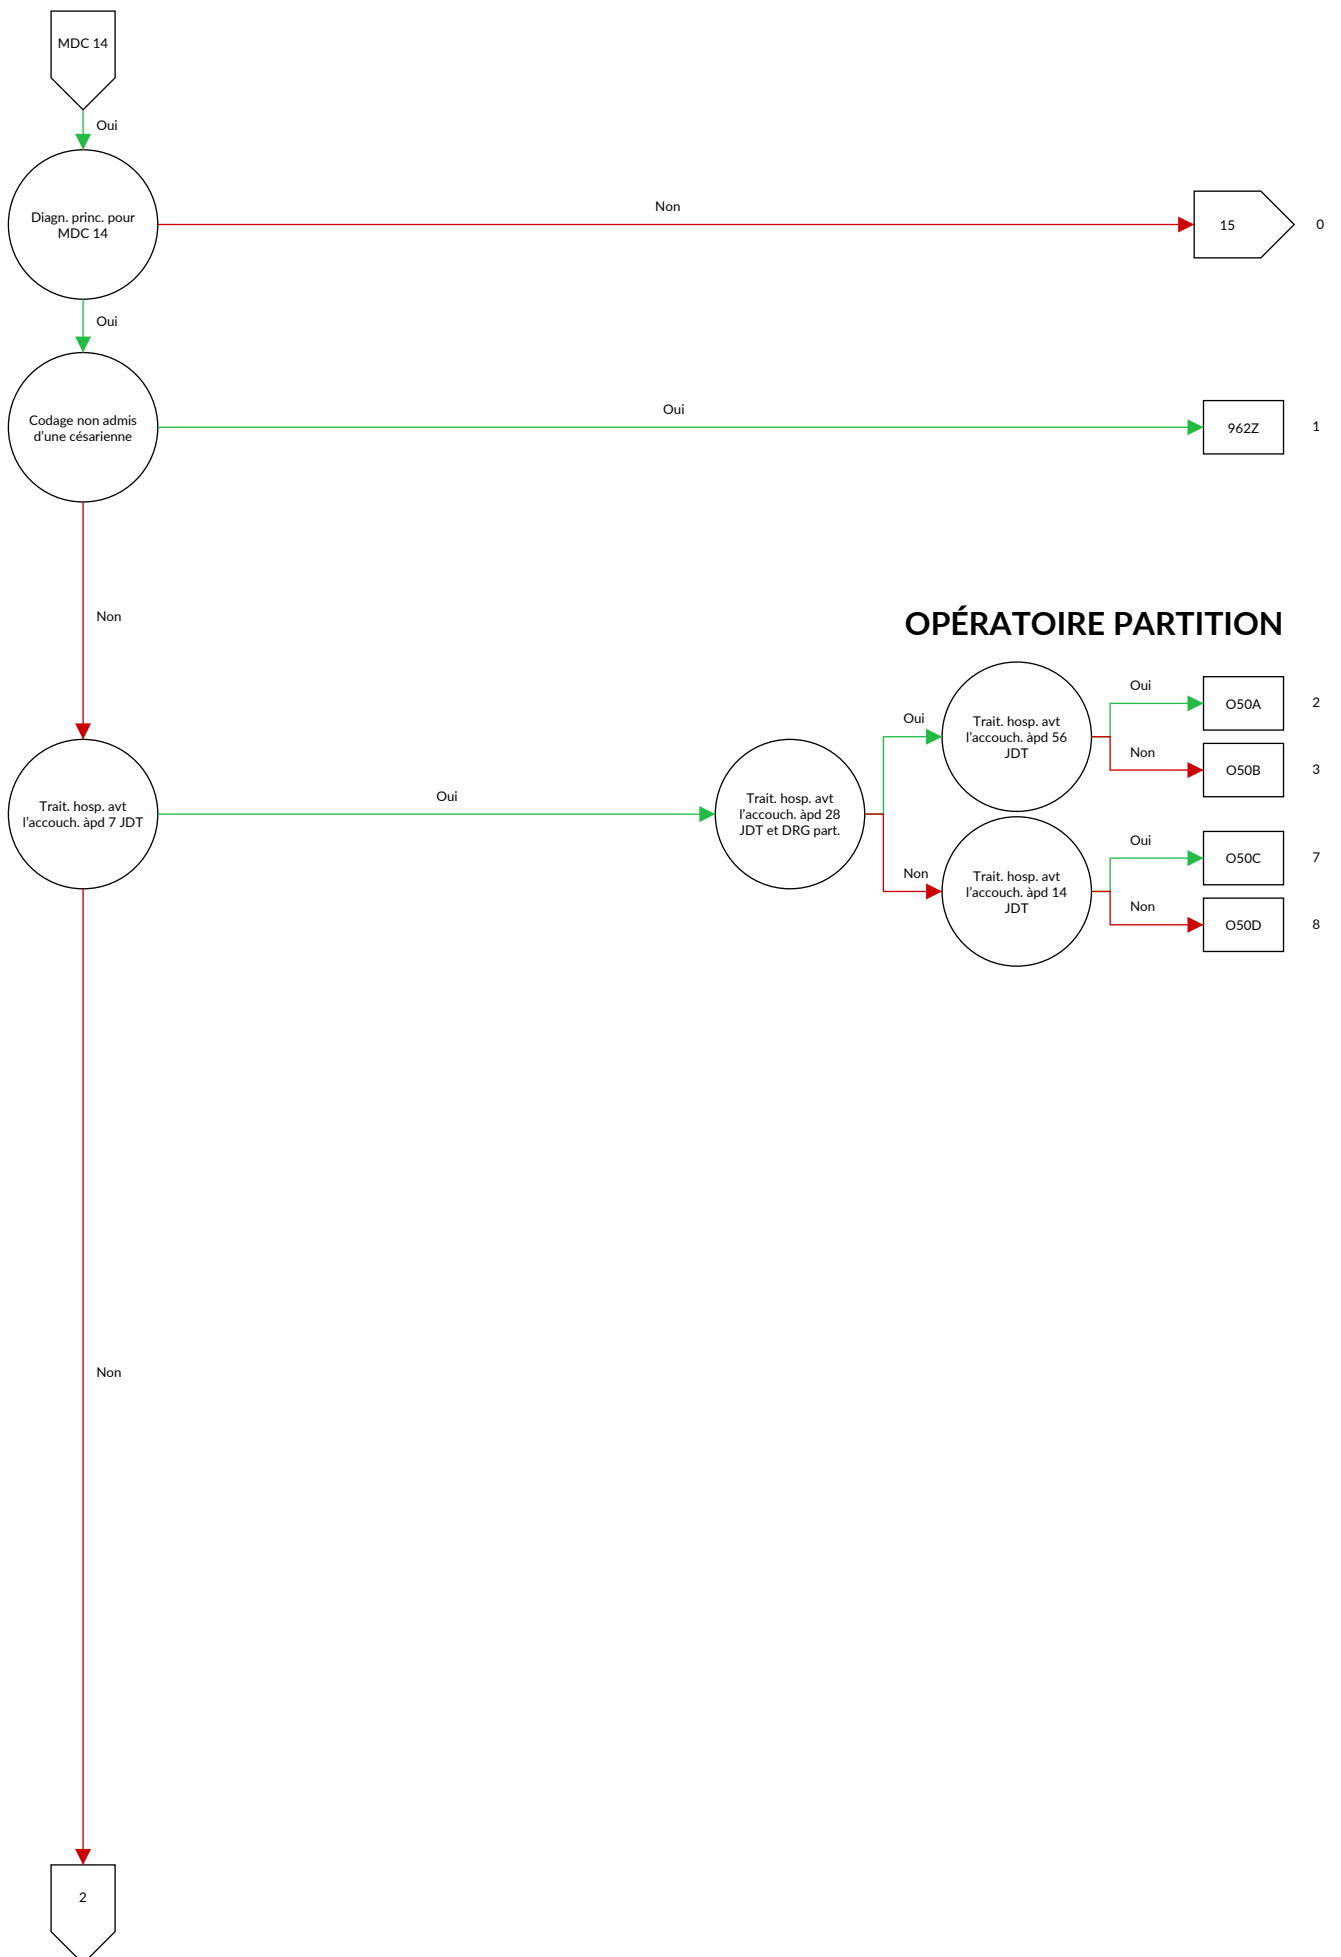 MDC 14
Oui
Diagn. princ. pour
MDC 14
Non
15
0
Oui
Codage non admis
d'une césarienne
Oui
962Z
1
Non
OPÉRATOIRE PARTITION
Trait. hosp. avt
l'accouch. àpd 7 JDT
Oui
Trait. hosp. avt
l'accouch. àpd 28
JDT et DRG part.
Oui
Trait. hosp. avt
l'accouch. àpd 56
JDT
Oui
O50A
2
Non
O50B
3
Non
Trait. hosp. avt
l'accouch. àpd 14
JDT
Oui
O50C
7
Non
O50D
8
Non
2